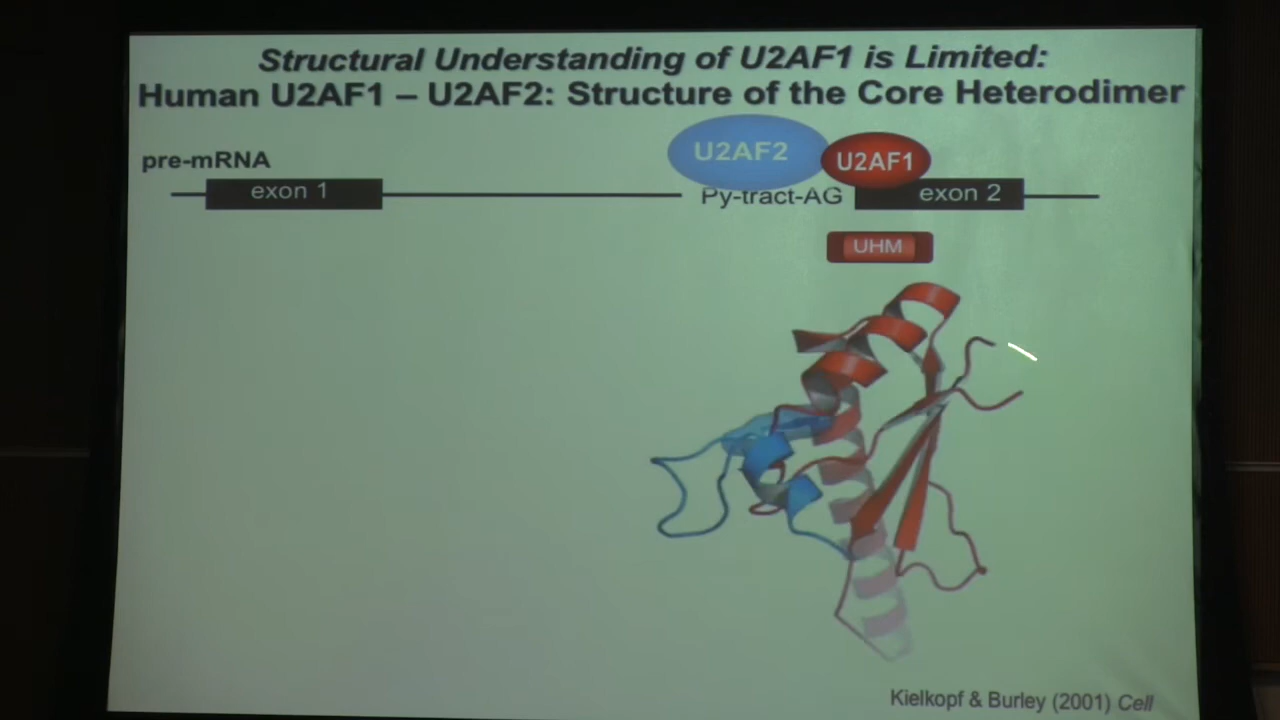 Structural Understanding of U2AF1 is Limited:
Human U2AF1 – U2AF2: Structure of the Core Heterodimer
U2AF2
U2AF1
pre-mRNA
exon 1
Py-tract-AG
exon 2
UHM
Kielkopf & Burley (2001) Cell